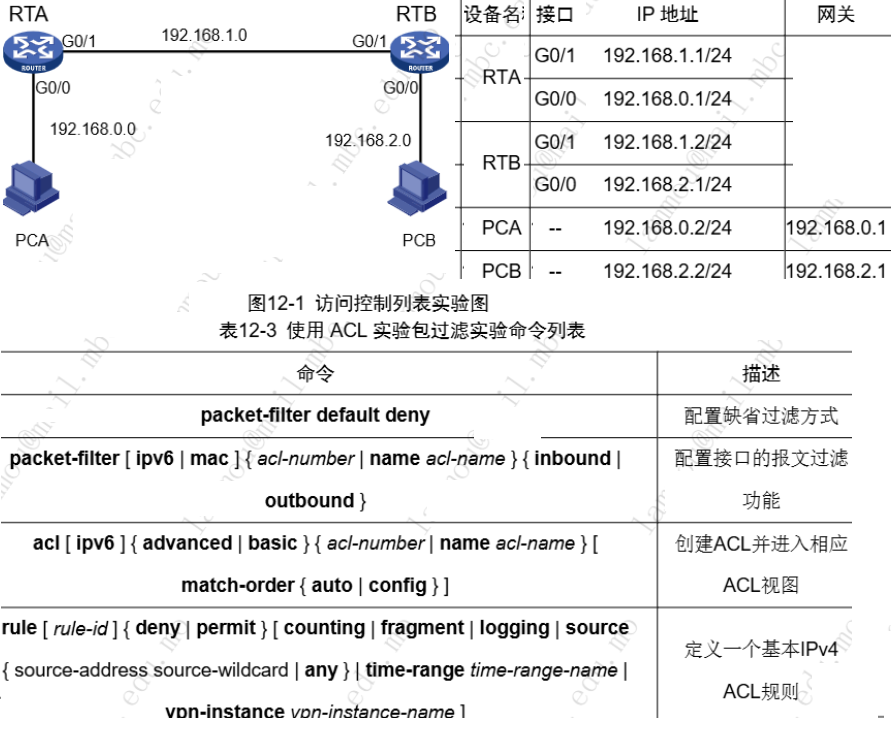 RTA
RTB
G0/1
192.168.1.0
G0/1
ROUTER
ROUTER
G0/0
G0/0
192.168.0.0
192.168.2.0
PCA
PCB
设备名 接口 IP 地址 网关
RTA
G0/1 192.168.1.1/24
G0/0 192.168.0.1/24
RTB
G0/1 192.168.1.2/24
G0/0 192.168.2.1/24
PCA -- 192.168.0.2/24 192.168.0.1
PCB -- 192.168.2.2/24 192.168.2.1
图12-1 访问控制列表实验图
表12-3 使用 ACL 实验包过滤实验命令列表
命令 描述
packet-filter default deny 配置缺省过滤方式
packet-filter [ ipv6 | mac ] { acl-number | name acl-name } { inbound | 配置接口的报文过滤
outbound } 功能
acl [ ipv6 ] { advanced | basic } { acl-number | name acl-name } [ 创建ACL并进入相应
match-order { auto | config } ] ACL视图
rule [ rule-id ] { deny | permit } [ counting | fragment | logging | source
{ source-address source-wildcard | any } | time-range time-range-name |
vpn-instance vpn-instance-name ]
定义一个基本IPv4
ACL规则